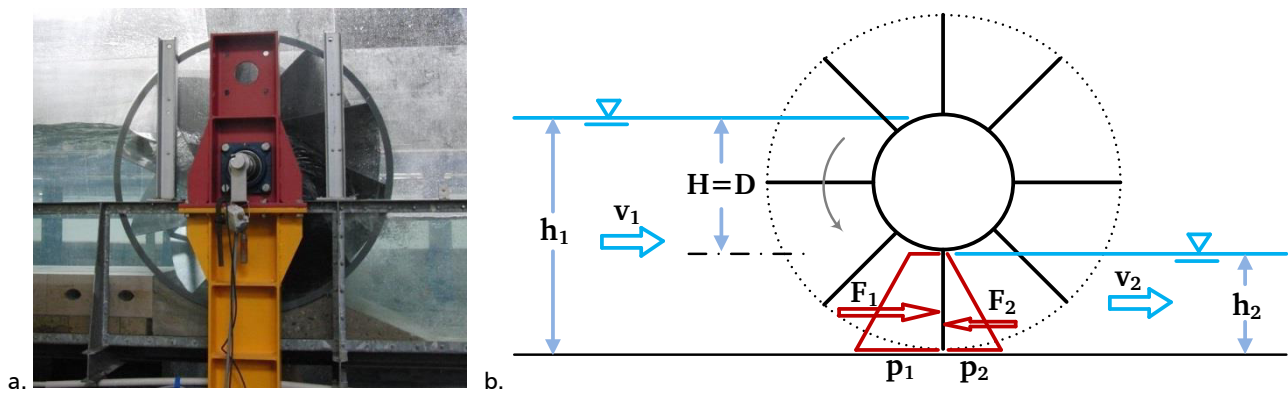 a.
b.
H=D
h₁
v₁
F₁
F₂
v₂
h₂
p₁
p₂